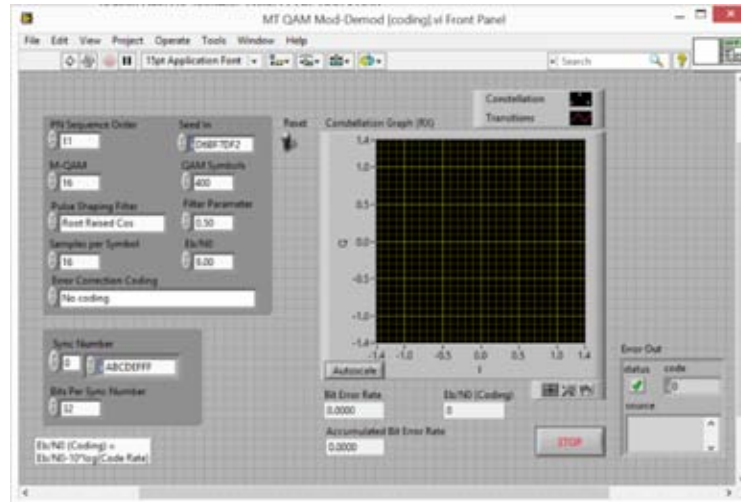 MT QAM Mod-Demod (coding).vi Front Panel
File Edit View Project Operate Tools Window Help
15pt Application Font
Search
PN Sequence Order
Seed In
11
D6BF7DF2
M-QAM
QAM Symbols
16
400
Pulse Shaping Filter
Filter Parameter
Root Raised Cos
0.50
Samples per Symbol
Eb/N0
16
Error Correction Coding
No coding
Reset
Constellation Graph (RX)
Constellation
Transitions
1.4
1.0
0.5
0.0
-0.5
-1.0
-1.4
Q
-1.4 -1.0 -0.5 0.0 0.5 1.0 1.4
I
Autoscale
Sync Number
0
ABCDEFFF
Bits Per Sync Number
32
Eb/N0 (Coding) =
Eb/N0-10*log(Code Rate)
Bit Error Rate
Eb/N0 (Coding)
0.0000
0
Accumulated Bit Error Rate
0.0000
STOP
Error Out
status code
0
source